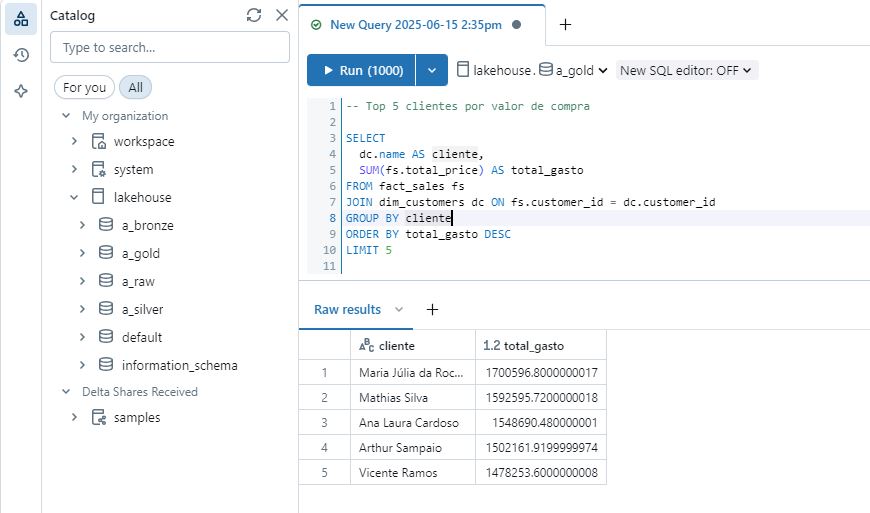 Catalog
Type to search...
For you
All
My organization
workspace
system
lakehouse
a_bronze
a_gold
a_raw
a_silver
default
information_schema
Delta Shares Received
samples
New Query 2025-06-15 2:35pm
Run (1000)
lakehouse. a_gold
New SQL editor: OFF
1 -- Top 5 clientes por valor de compra
2
3 SELECT
4 dc.name AS cliente,
5 SUM(fs.total_price) AS total_gasto
6 FROM fact_sales fs
7 JOIN dim_customers dc ON fs.customer_id = dc.customer_id
8 GROUP BY cliente
9 ORDER BY total_gasto DESC
10 LIMIT 5
11
Raw results
ABC cliente 1.2 total_gasto
1 Maria Júlia da Roc... 1700596.8000000017
2 Mathias Silva 1592595.7200000018
3 Ana Laura Cardoso 1548690.480000001
4 Arthur Sampaio 1502161.9199999974
5 Vicente Ramos 1478253.6000000008